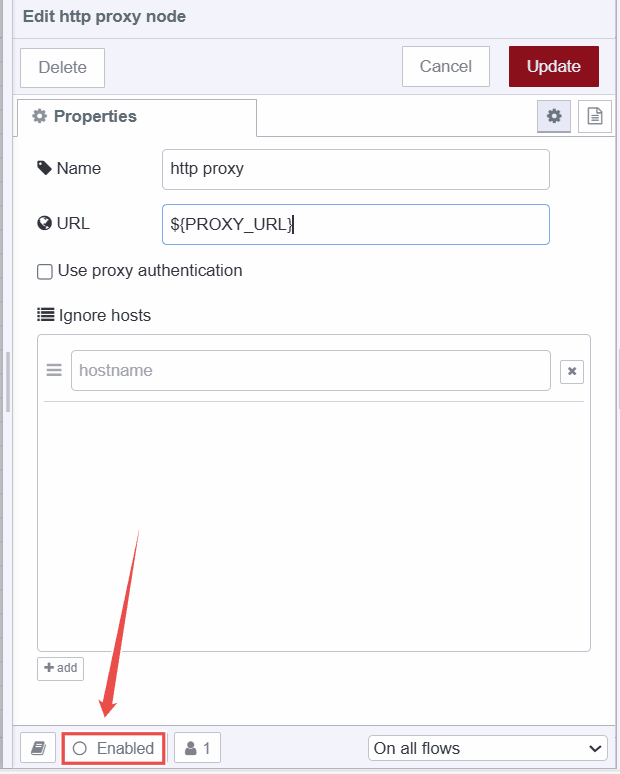 Edit http proxy node
Delete
Cancel
Update
Properties
Name
http proxy
URL
${PROXY_URL}
Use proxy authentication
Ignore hosts
hostname
add
Enabled
1
On all flows